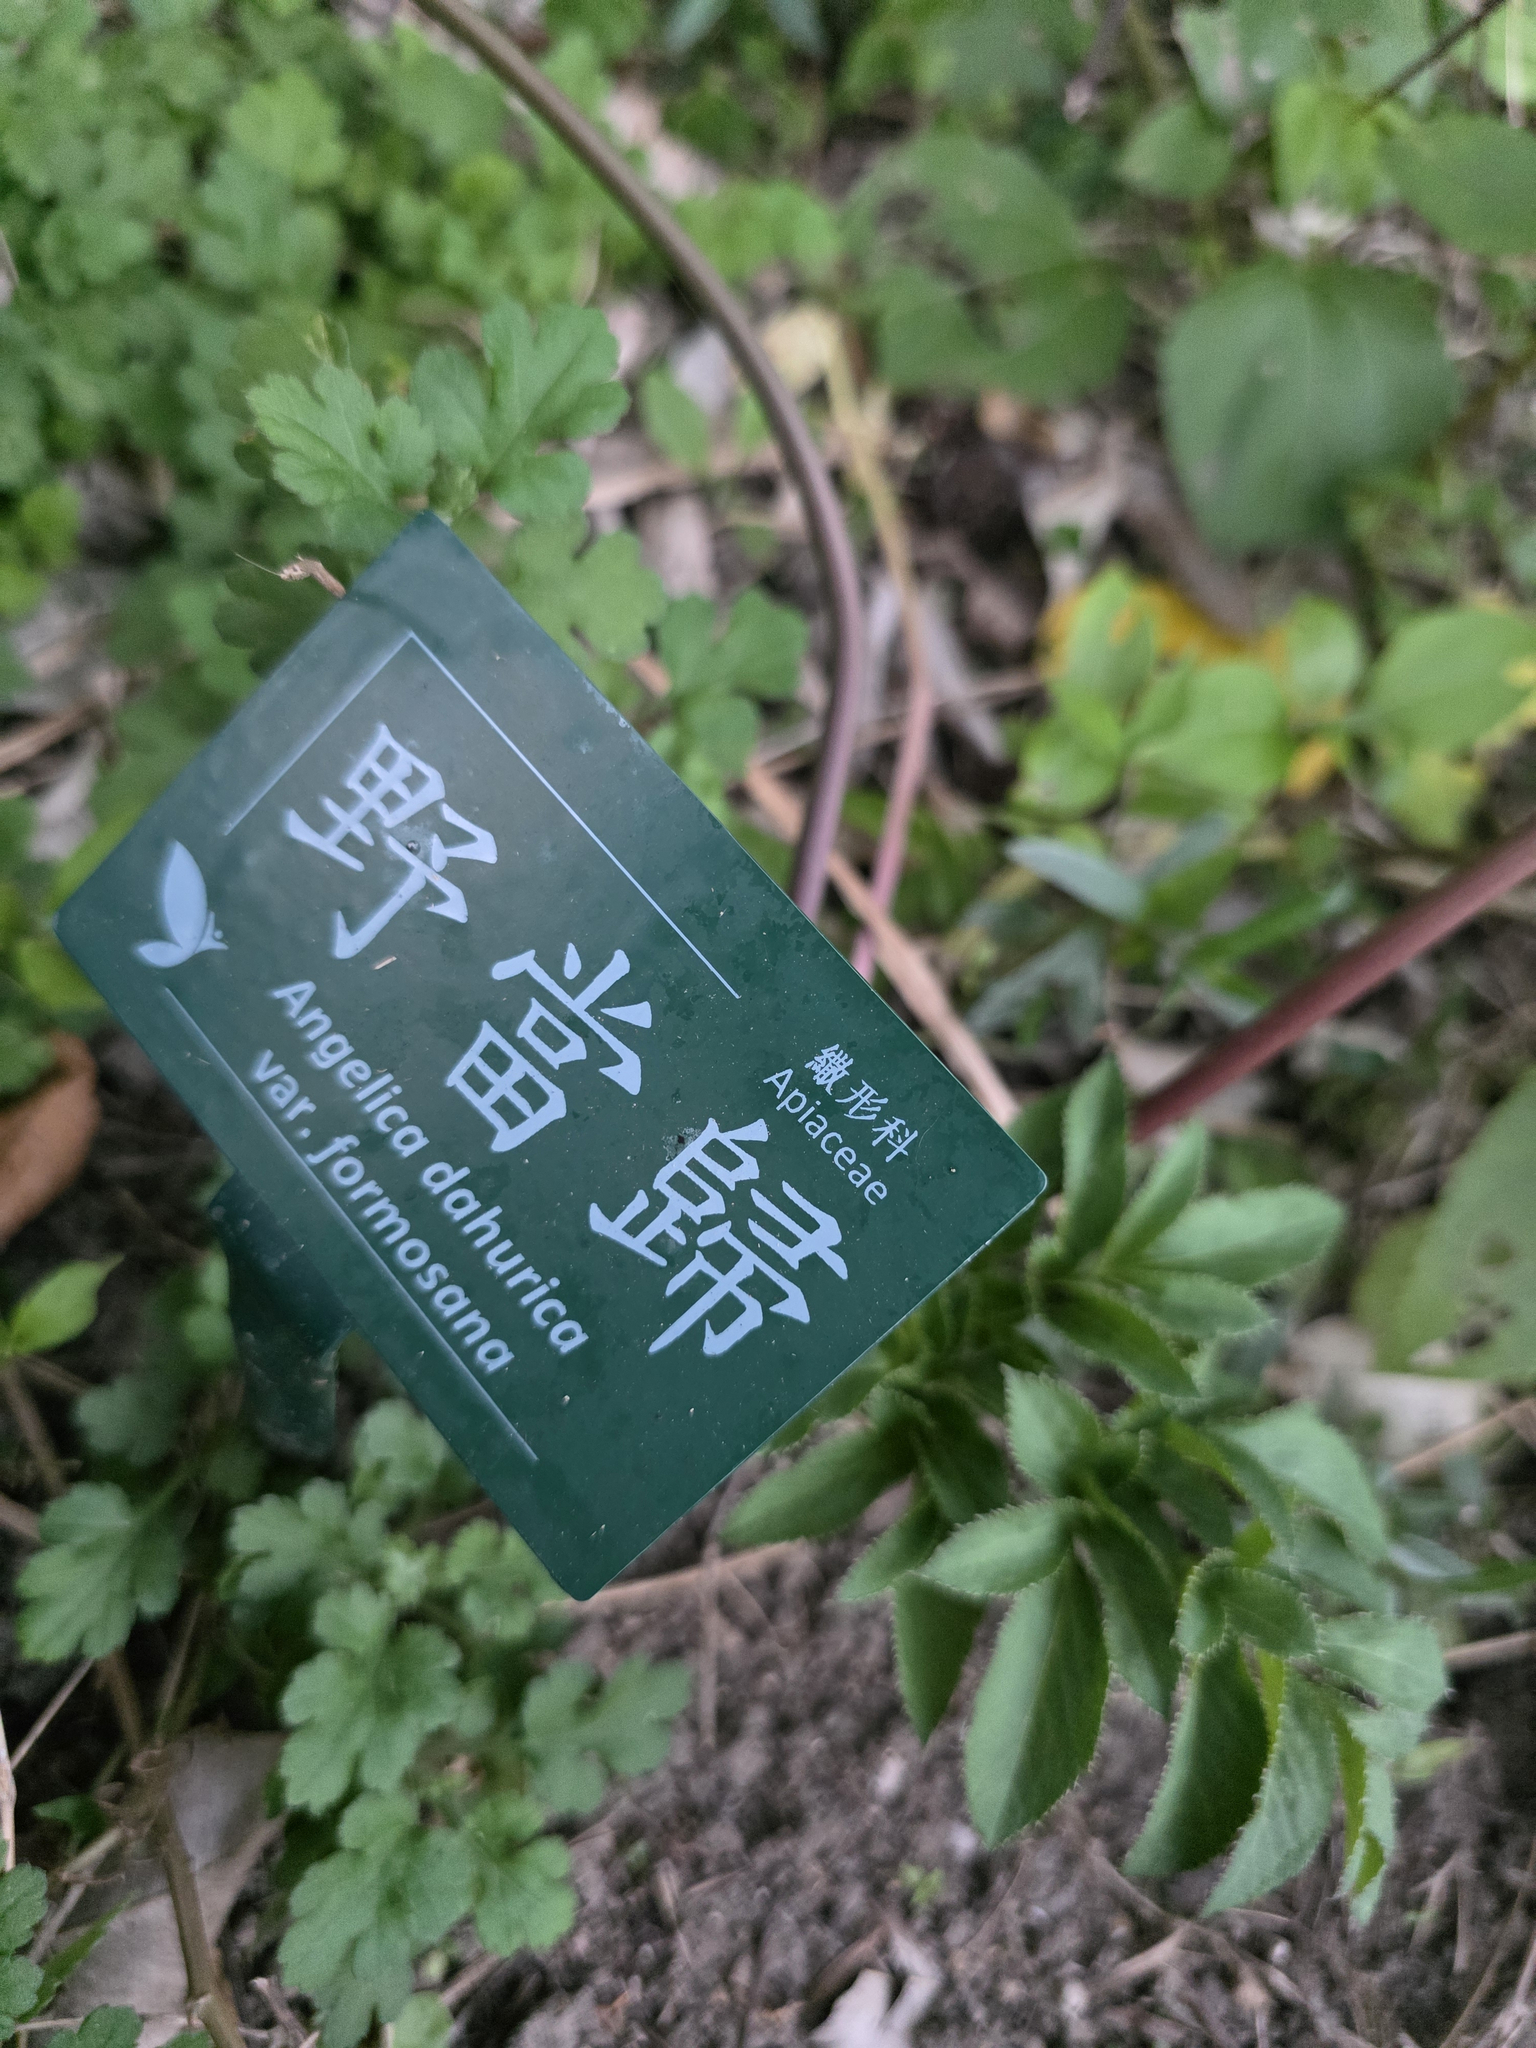 繖形科
Apiaceae
野當歸
Angelica dahurica
var. formosana